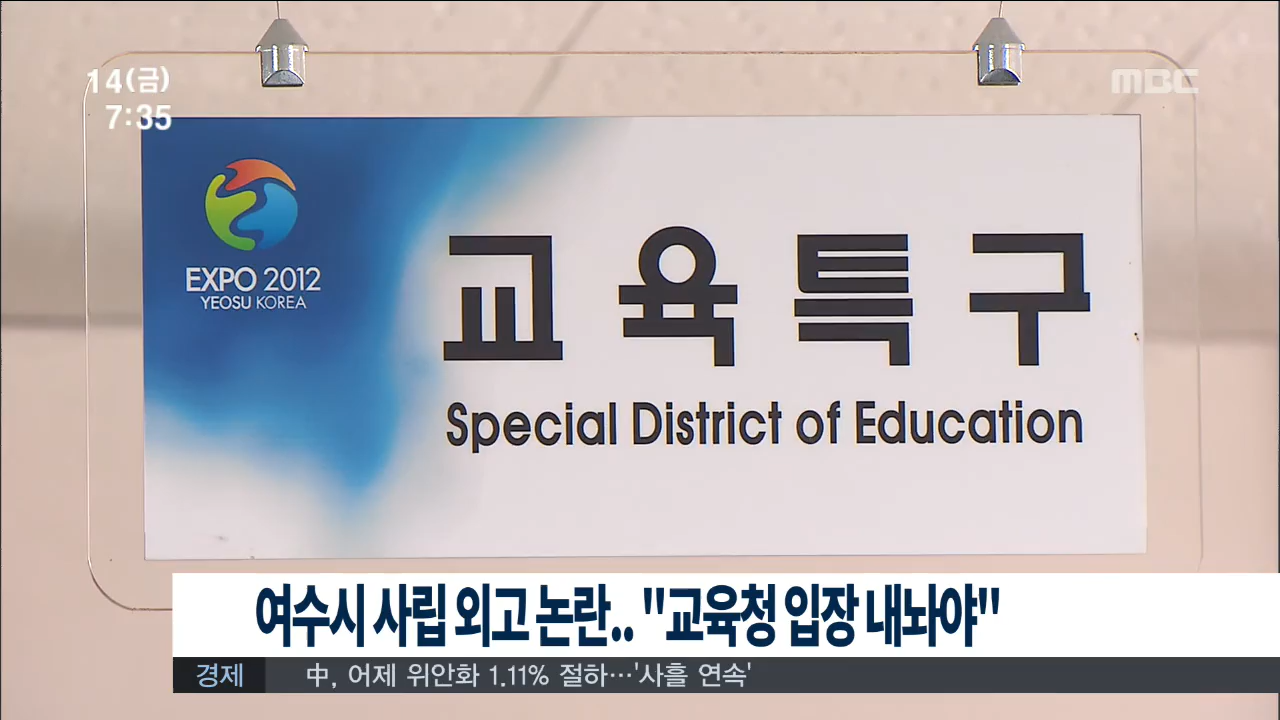 14(금)
7:35
MBC
EXPO 2012
YEOSU KOREA
교육특구
Special District of Education
여수시 사립 외고 논란.. "교육청 입장 내놔야"
경제 中, 어제 위안화 1.11% 절하…'사흘 연속'